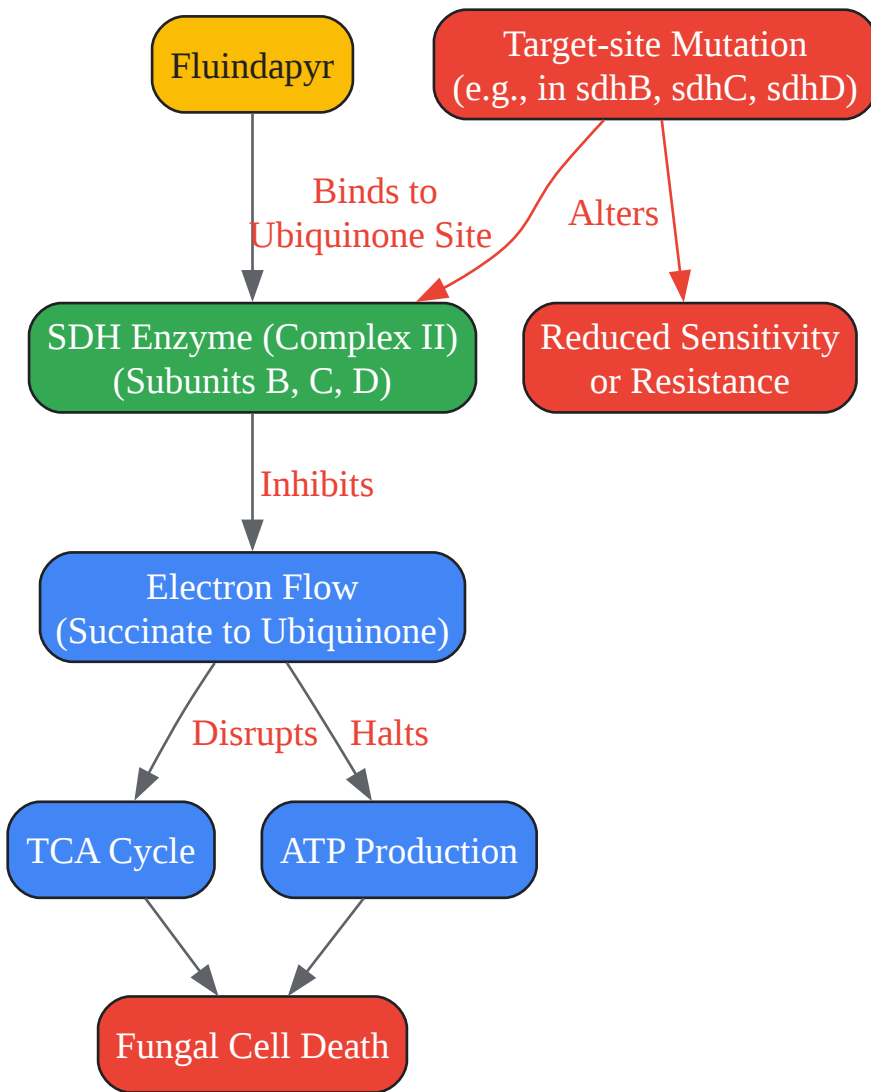 Fluindapyr
Target-site Mutation
(e.g., in sdhB, sdhC, sdhD)
Binds to
Ubiquinone Site
Alters
SDH Enzyme (Complex II)
(Subunits B, C, D)
Reduced Sensitivity
or Resistance
Inhibits
Electron Flow
(Succinate to Ubiquinone)
Disrupts
Halts
TCA Cycle
ATP Production
Fungal Cell Death